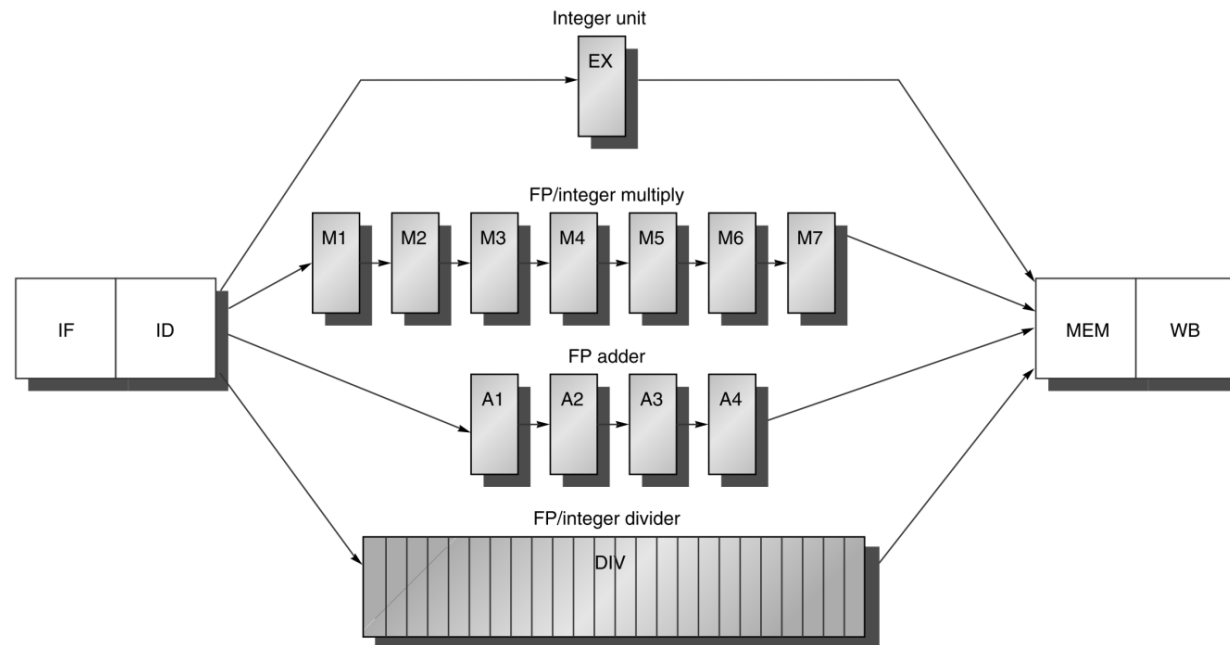 Integer unit
EX
FP/integer multiply
M1 M2 M3 M4 M5 M6 M7
IF ID
MEM WB
FP adder
A1 A2 A3 A4
FP/integer divider
DIV